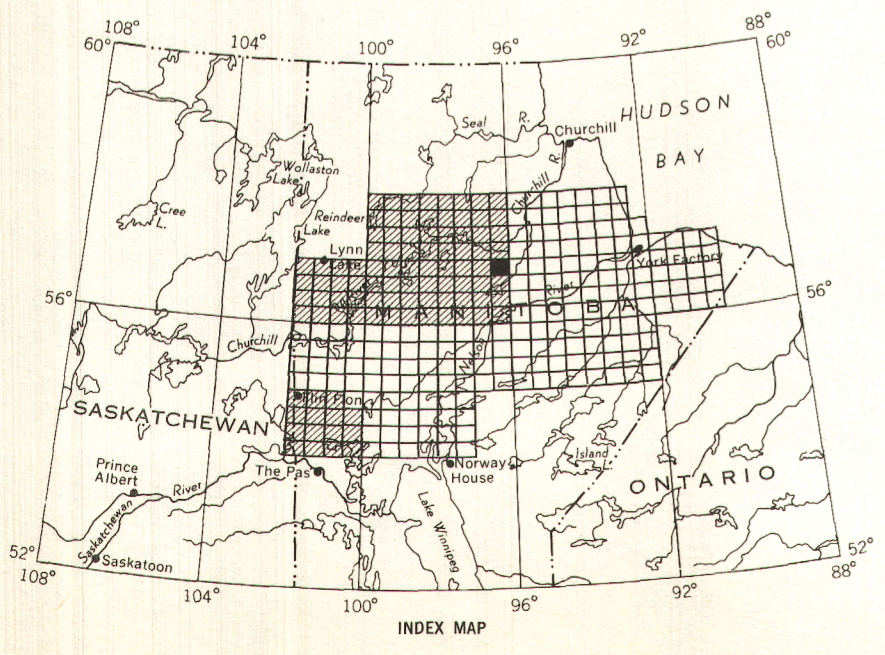 108°
60°
104°
100°
96°
92°
88°
60°
HUDSON
BAY
Seal R.
Churchill
Churchill R.
Wollaston
Lake
Cree
L.
Reindeer
Lake
Lynn
Lake
York Factory
River
56°
56°
MANITOBA
Churchill
Nelson
Flin Flon
SASKATCHEWAN
Prince
Albert
River
The Pas
Norway
House
Island
L.
ONTARIO
Saskatchewan
Saskatoon
Lake Winnipeg
52°
108°
104°
100°
96°
92°
52°
88°
INDEX MAP